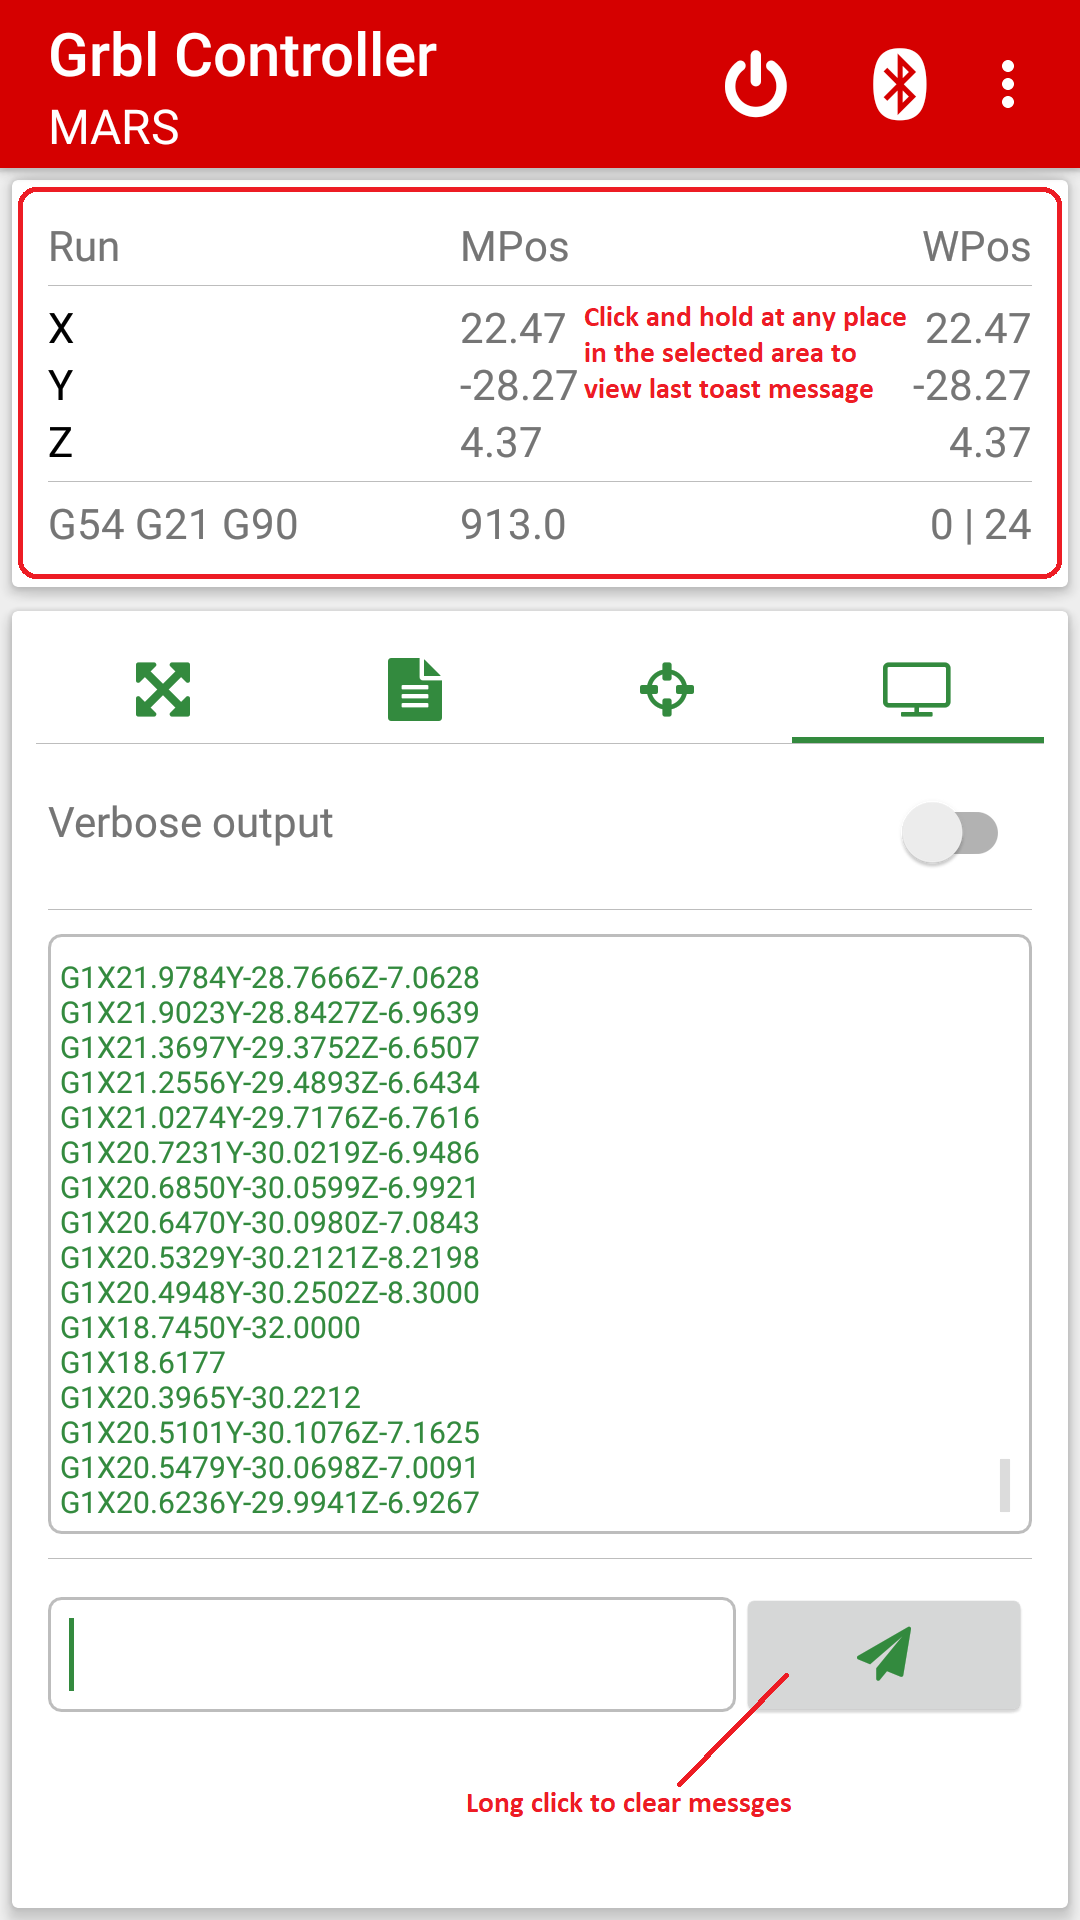 Grbl Controller
MARS
Run MPos WPos
X 22.47 22.47
Y -28.27 -28.27
Z 4.37 4.37
Click and hold at any place
in the selected area to
view last toast message
G54 G21 G90 913.0 0 | 24
Verbose output
G1X21.9784Y-28.7666Z-7.0628
G1X21.9023Y-28.8427Z-6.9639
G1X21.3697Y-29.3752Z-6.6507
G1X21.2556Y-29.4893Z-6.6434
G1X21.0274Y-29.7176Z-6.7616
G1X20.7231Y-30.0219Z-6.9486
G1X20.6850Y-30.0599Z-6.9921
G1X20.6470Y-30.0980Z-7.0843
G1X20.5329Y-30.2121Z-8.2198
G1X20.4948Y-30.2502Z-8.3000
G1X18.7450Y-32.0000
G1X18.6177
G1X20.3965Y-30.2212
G1X20.5101Y-30.1076Z-7.1625
G1X20.5479Y-30.0698Z-7.0091
G1X20.6236Y-29.9941Z-6.9267
Long click to clear messges